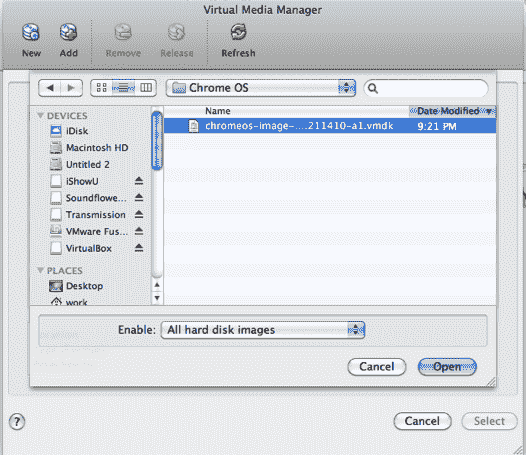 Virtual Media Manager
New Add Remove Release Refresh
Chrome OS
Name Date Modified
DEVICES
iDisk
Macintosh HD
Untitled 2
iShowU
Soundflowe...
Transmission
VMware Fus...
VirtualBox
PLACES
Desktop
work
chromeos-image-....211410-a1.vmdk 9:21 PM
Enable: All hard disk images
Cancel Open
? Cancel Select